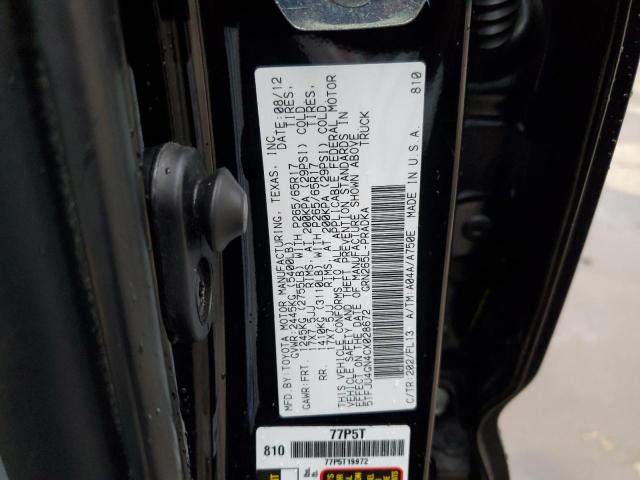 MFD.BY:TOYOTA MOTOR MANUFACTURING, TEXAS, INC. DATE:08/12
GVWR:2445KG (5400LB)
GAWR:FRT. 1245KG (2755LB) WITH P265/65R17 TIRES,
17X7.5JJ RIMS, AT 200KPA (29PSI) COLD
RR. 1410KG (3110LB) WITH P265/65R17 TIRES,
17X7.5JJ RIMS, AT 200KPA (29PSI) COLD
THIS VEHICLE CONFORMS TO ALL APPLICABLE FEDERAL MOTOR
VEHICLE SAFETY AND THEFT PREVENTION STANDARDS IN
EFFECT ON THE DATE OF MANUFACTURE SHOWN ABOVE.
5TFJU4GN4CX028672 TRUCK
GRN265L-PRADKA
C/TR:202/FL13 A/TM:A04A/A750E MADE IN U.S.A. 810
77P5T
810
77P5T19972